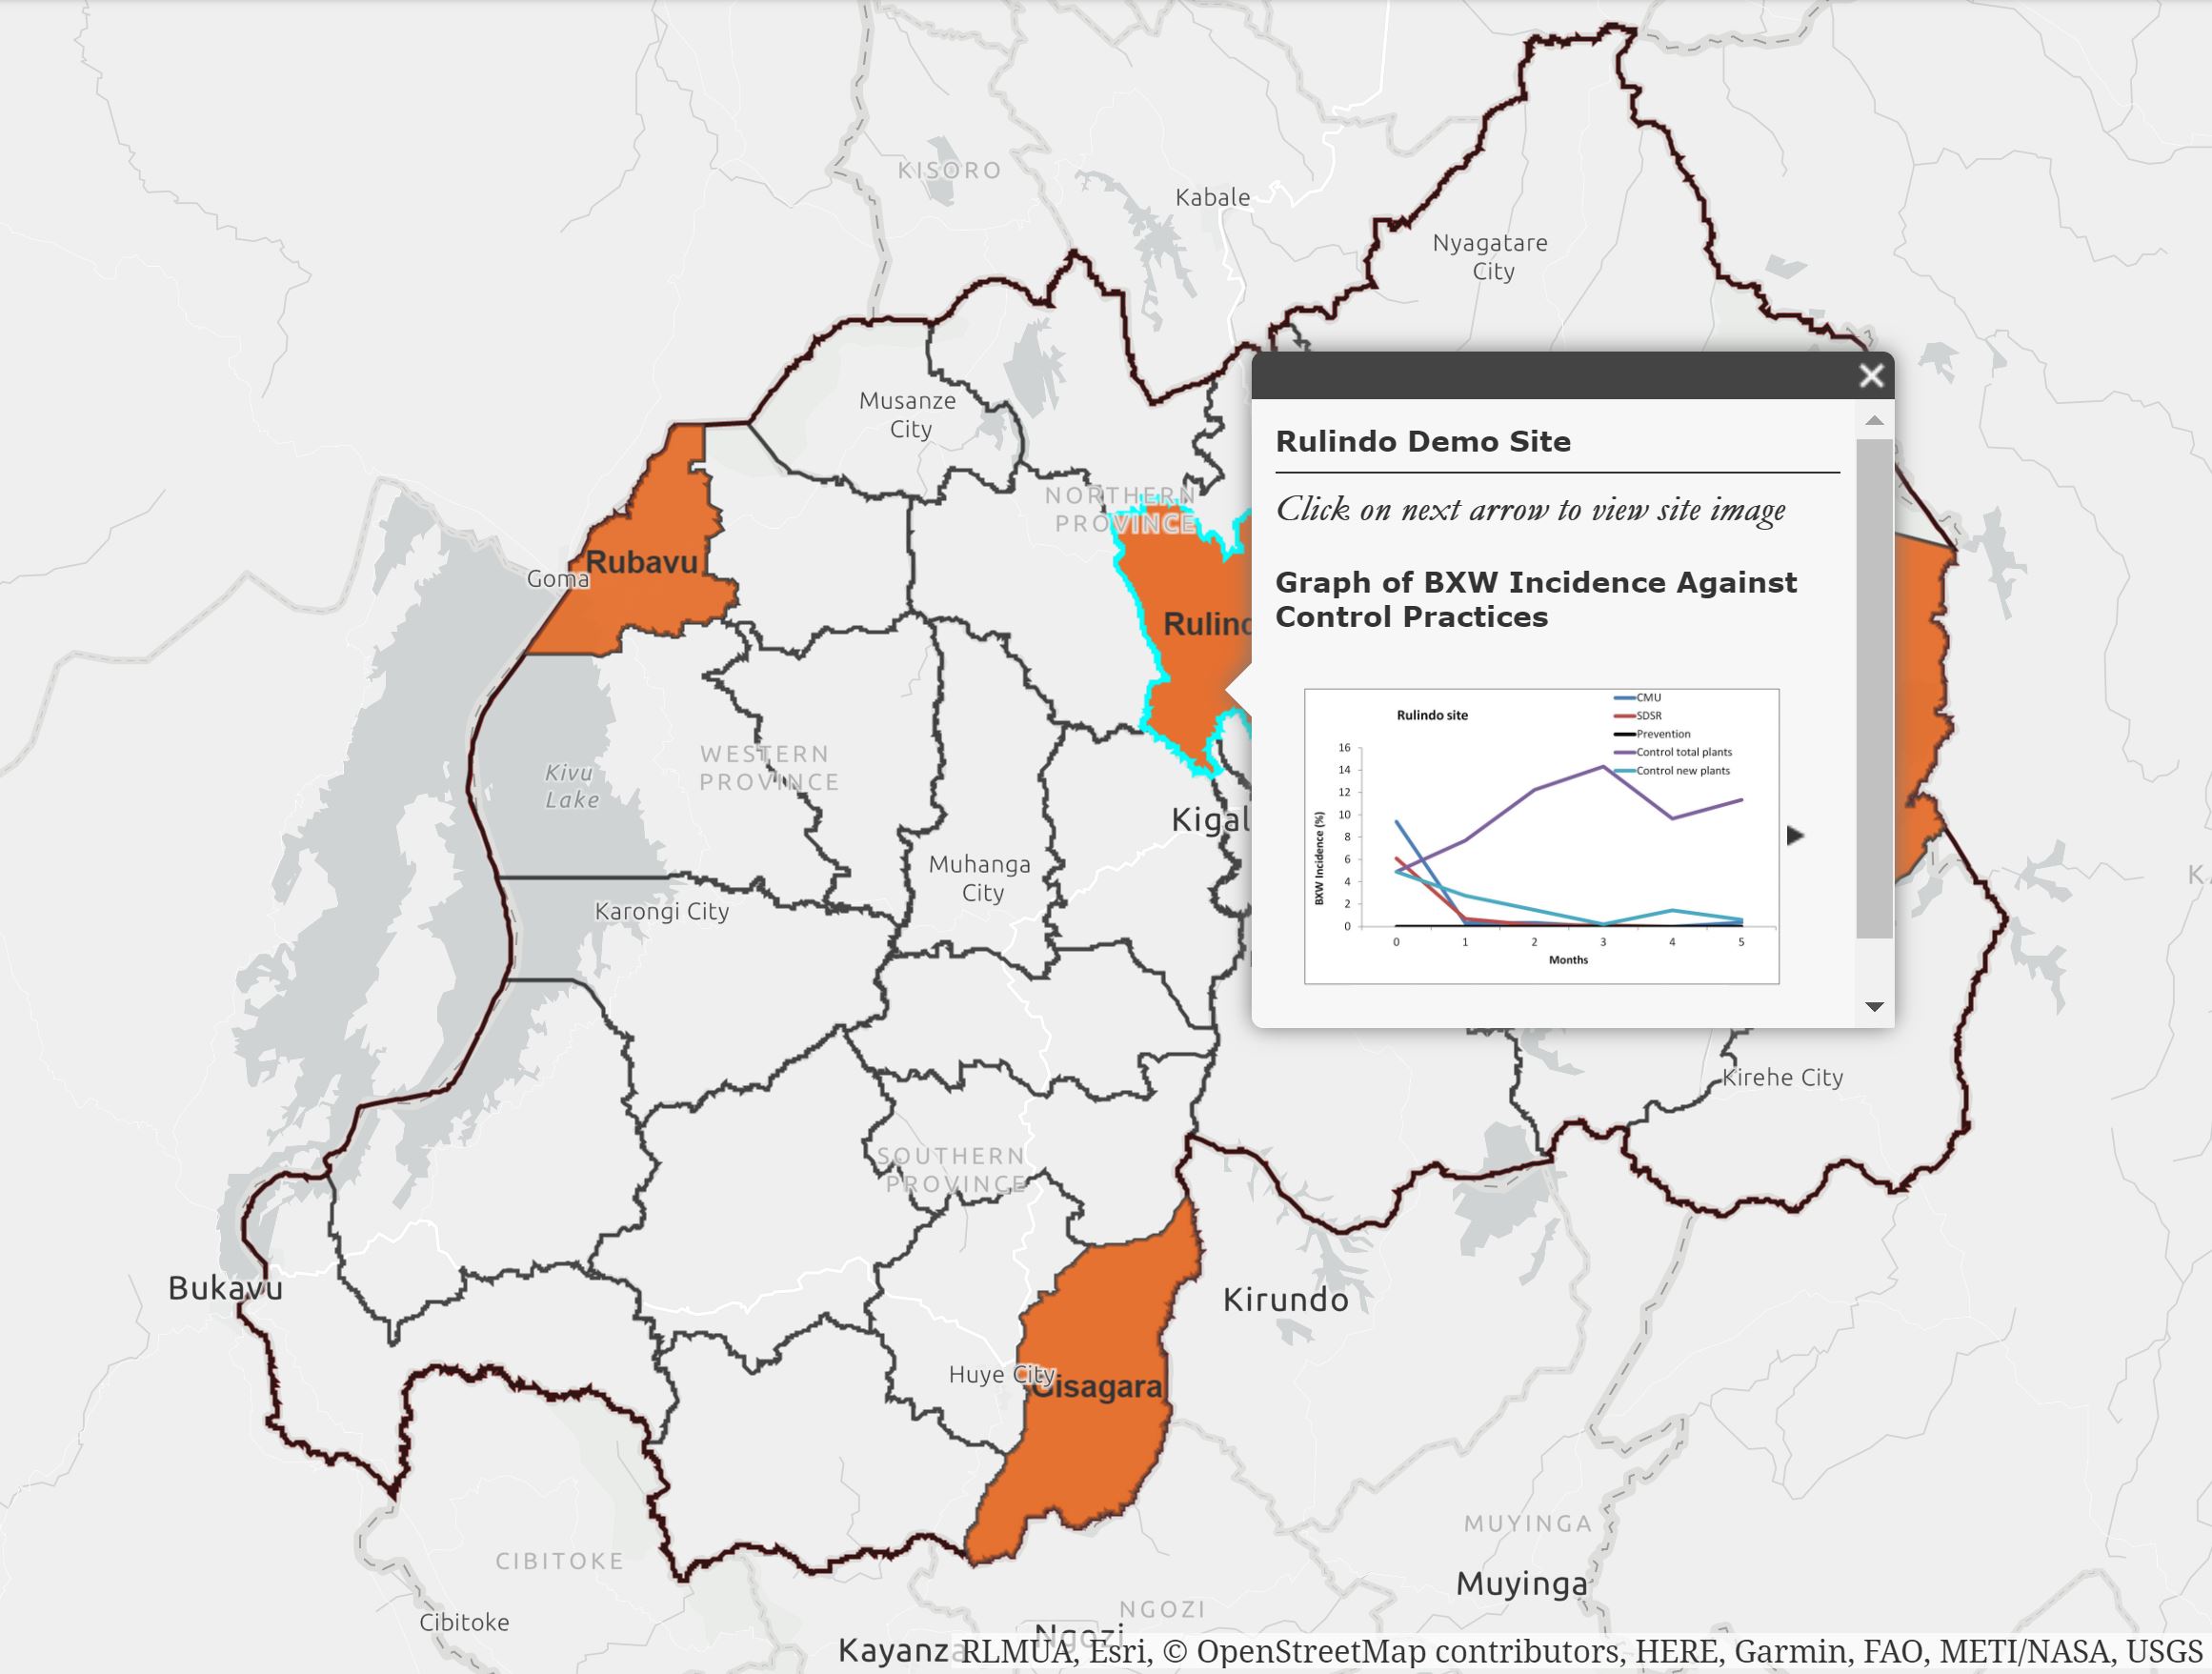 KISORO
Kabale
Nyagatare
City
Musanze
City
NORTHERN
PROVINCE
Goma
Rubavu
WESTERN
PROVINCE
Kivu
Lake
Muhanga
City
Karongi City
Kirehe City
SOUTHERN
PROVINCE
Bukavu
Kirundo
Huye City
Gisagara
CIBITOKE
Cibitoke
MUYINGA
Muyinga
NGOZI
Ngozi
Rulindo Demo Site
Click on next arrow to view site image
Graph of BXW Incidence Against
Control Practices
Rulindo site
CMU
SDSR
Prevention
Control total plants
Control new plants
BXW Incidence (%)
16
14
12
10
8
6
4
2
0
0 1 2 3 4 5
Months
RLMUA, Esri, © OpenStreetMap contributors, HERE, Garmin, FAO, METI/NASA, USGS